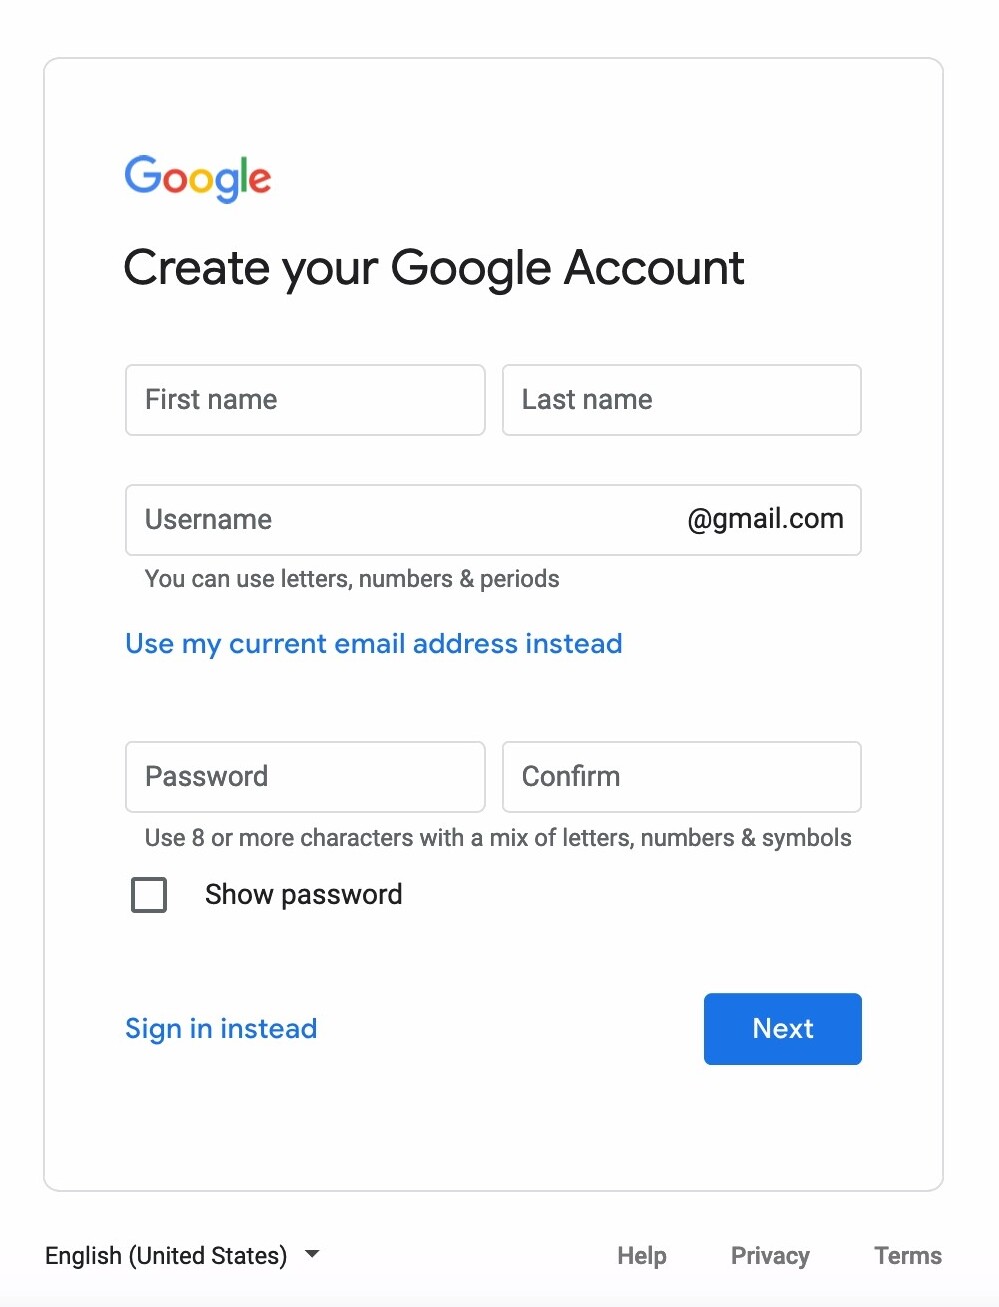 Google
Create your Google Account
First name Last name
Username @gmail.com
You can use letters, numbers & periods
Use my current email address instead
Password Confirm
Use 8 or more characters with a mix of letters, numbers & symbols
Show password
Sign in instead Next
English (United States) Help Privacy Terms